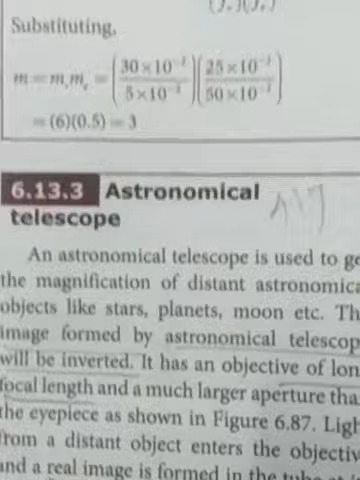 Substituting,
m = mₒmₑ = (30×10⁻²/5×10⁻²)(25×10⁻²/50×10⁻²)
= (6)(0.5) = 3
6.13.3 Astronomical
telescope
An astronomical telescope is used to ge
the magnification of distant astronomica
objects like stars, planets, moon etc. Th
image formed by astronomical telescop
will be inverted. It has an objective of lon
focal length and a much larger aperture tha
the eyepiece as shown in Figure 6.87. Ligh
from a distant object enters the objectiv
and a real image is formed in the tube at i